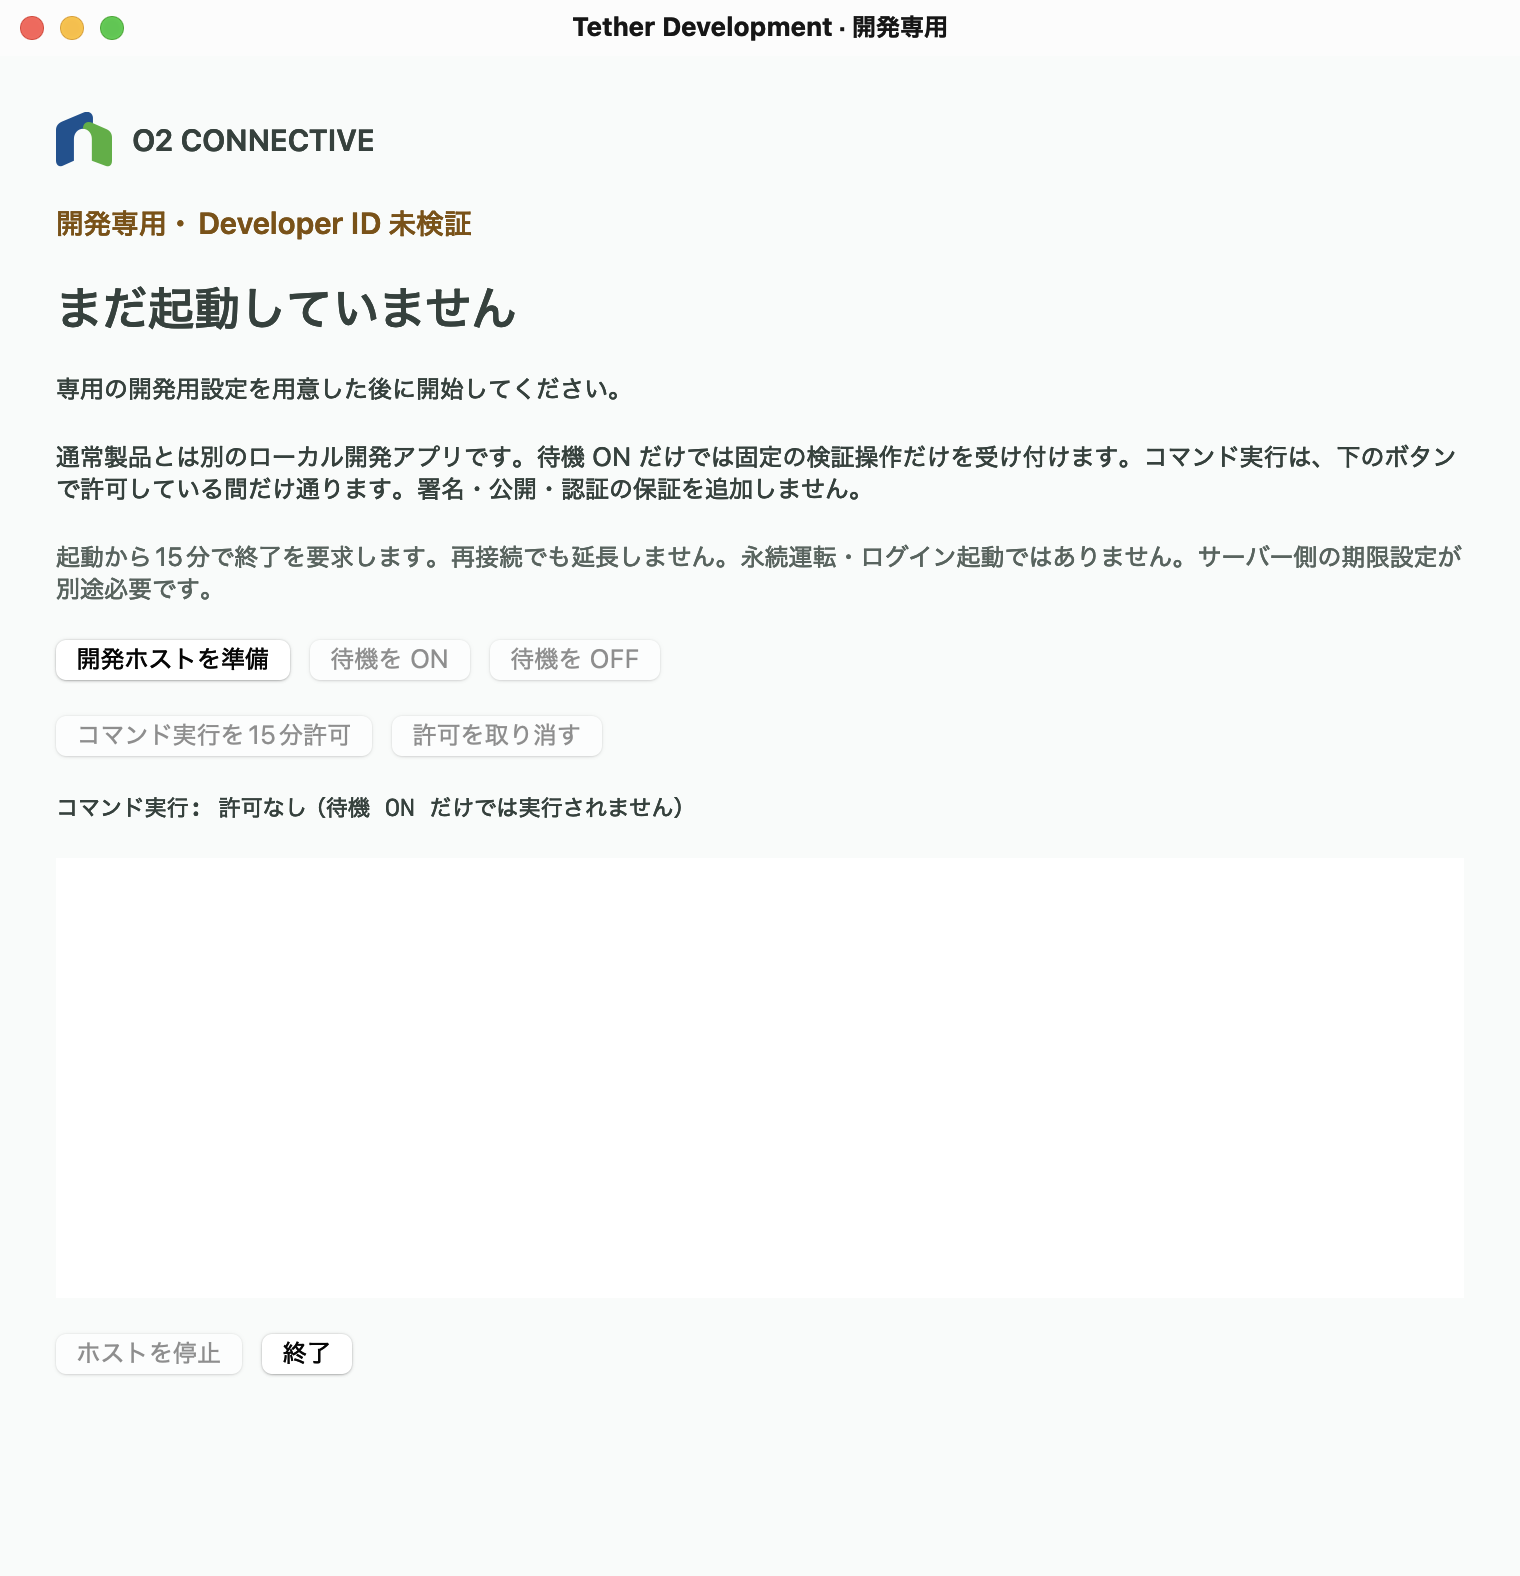 Tether Development · 開発専用
O2 CONNECTIVE
開発専用・ Developer ID 未検証
まだ起動していません
専用の開発用設定を用意した後に開始してください。
通常製品とは別のローカル開発アプリです。待機 ON だけでは固定の検証操作だけを受け付けます。コマンド実行は、下のボタン
で許可している間だけ通ります。署名・公開・認証の保証を追加しません。
起動から15分で終了を要求します。再接続でも延長しません。永続運転・ログイン起動ではありません。サーバー側の期限設定が
別途必要です。
開発ホストを準備 待機を ON 待機を OFF
コマンド実行を15分許可 許可を取り消す
コマンド実行: 許可なし（待機 ON だけでは実行されません）
ホストを停止 終了